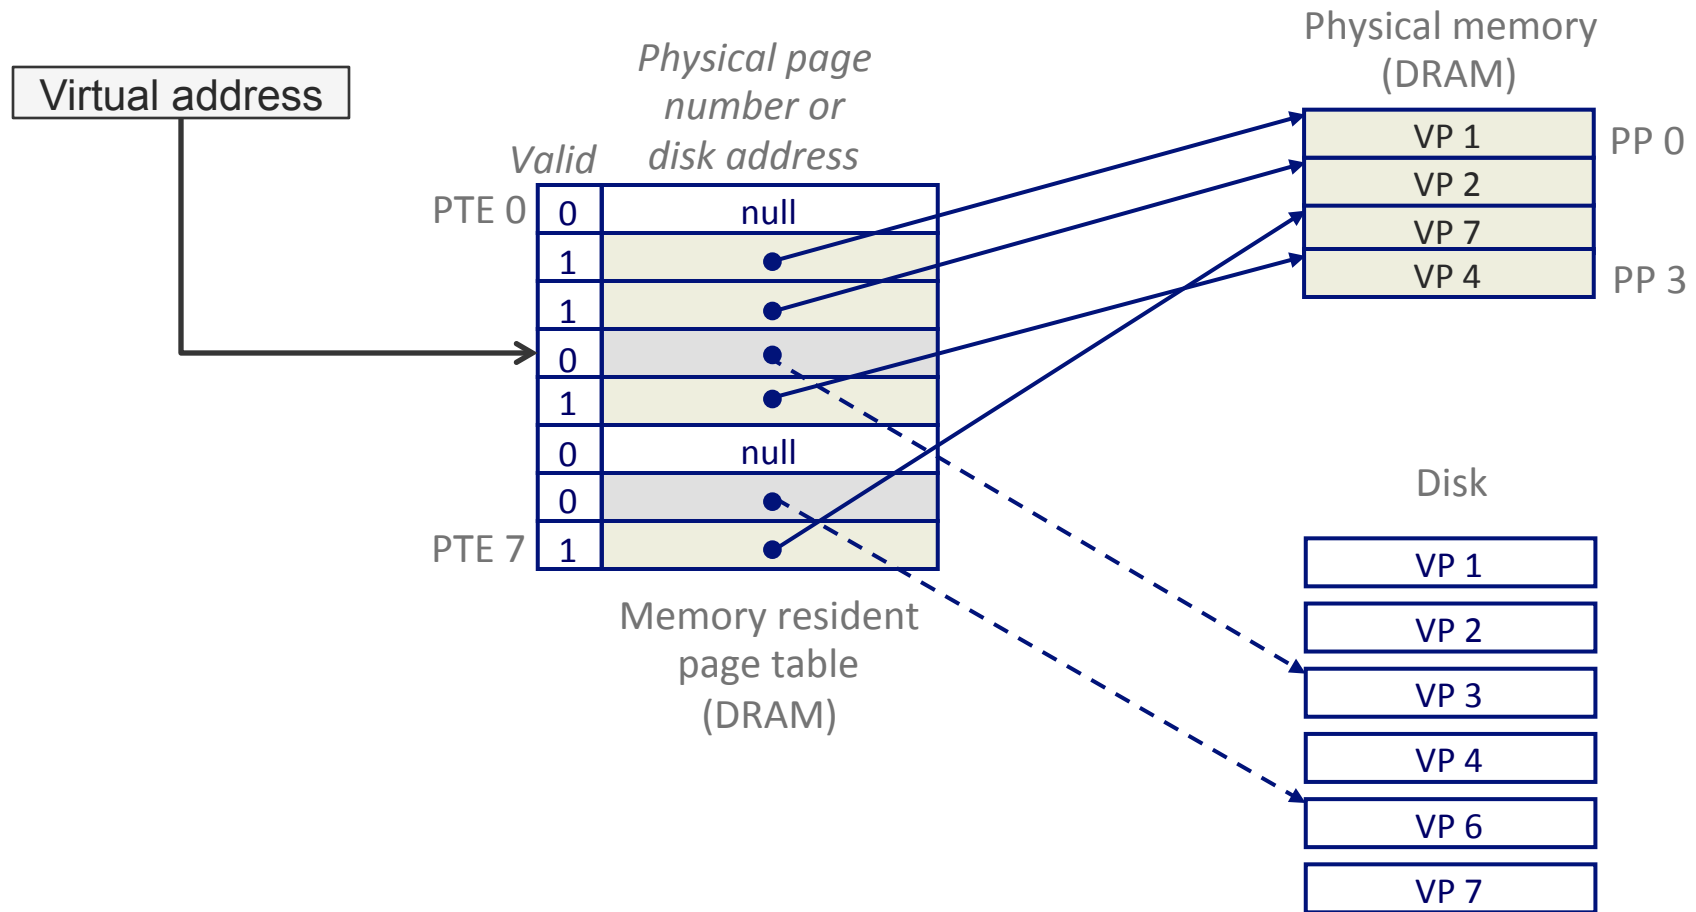 Virtual address
Physical page
number or
disk address
Valid
PTE 0
0
null
1
1
0
1
0
null
0
PTE 7
1
Memory resident
page table
(DRAM)
Physical memory
(DRAM)
VP 1
PP 0
VP 2
VP 7
VP 4
PP 3
Disk
VP 1
VP 2
VP 3
VP 4
VP 6
VP 7